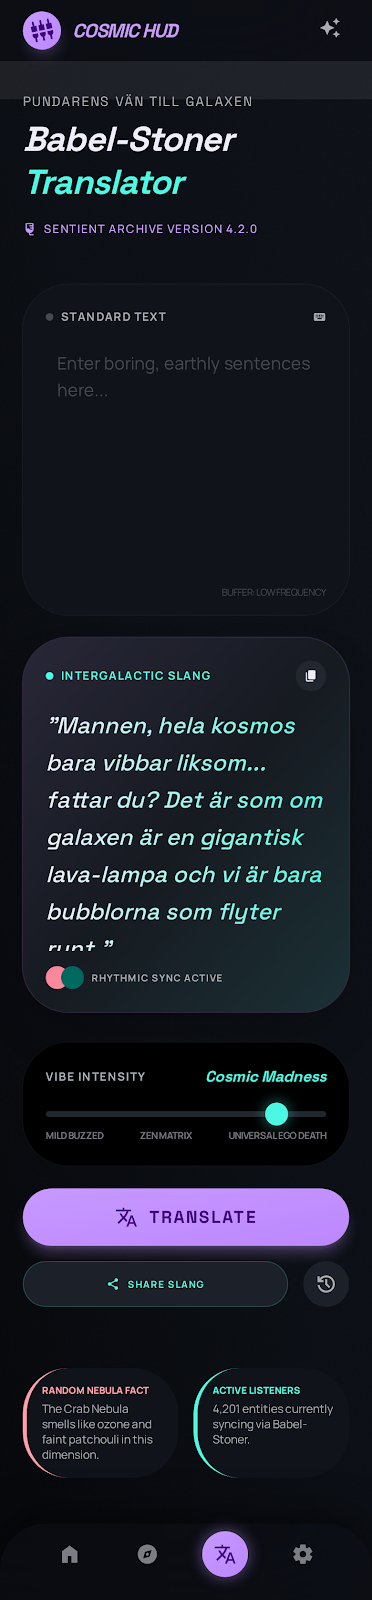 COSMIC HUD
PUNDARENS VÄN TILL GALAXEN
Babel-Stoner
Translator
SENTIENT ARCHIVE VERSION 4.2.0
STANDARD TEXT
Enter boring, earthly sentences
here...
BUFFER: LOW FREQUENCY
INTERGALACTIC SLANG
"Mannen, hela kosmos
bara vibbar liksom...
fattar du? Det är som om
galaxen är en gigantisk
lava-lampa och vi är bara
bubblorna som flyter
runt."
RHYTHMIC SYNC ACTIVE
VIBE INTENSITY
Cosmic Madness
MILD BUZZED ZEN MATRIX UNIVERSAL EGO DEATH
TRANSLATE
SHARE SLANG
RANDOM NEBULA FACT
The Crab Nebula
smells like ozone and
faint patchouli in this
dimension.
ACTIVE LISTENERS
4,201 entities currently
syncing via Babel-
Stoner.